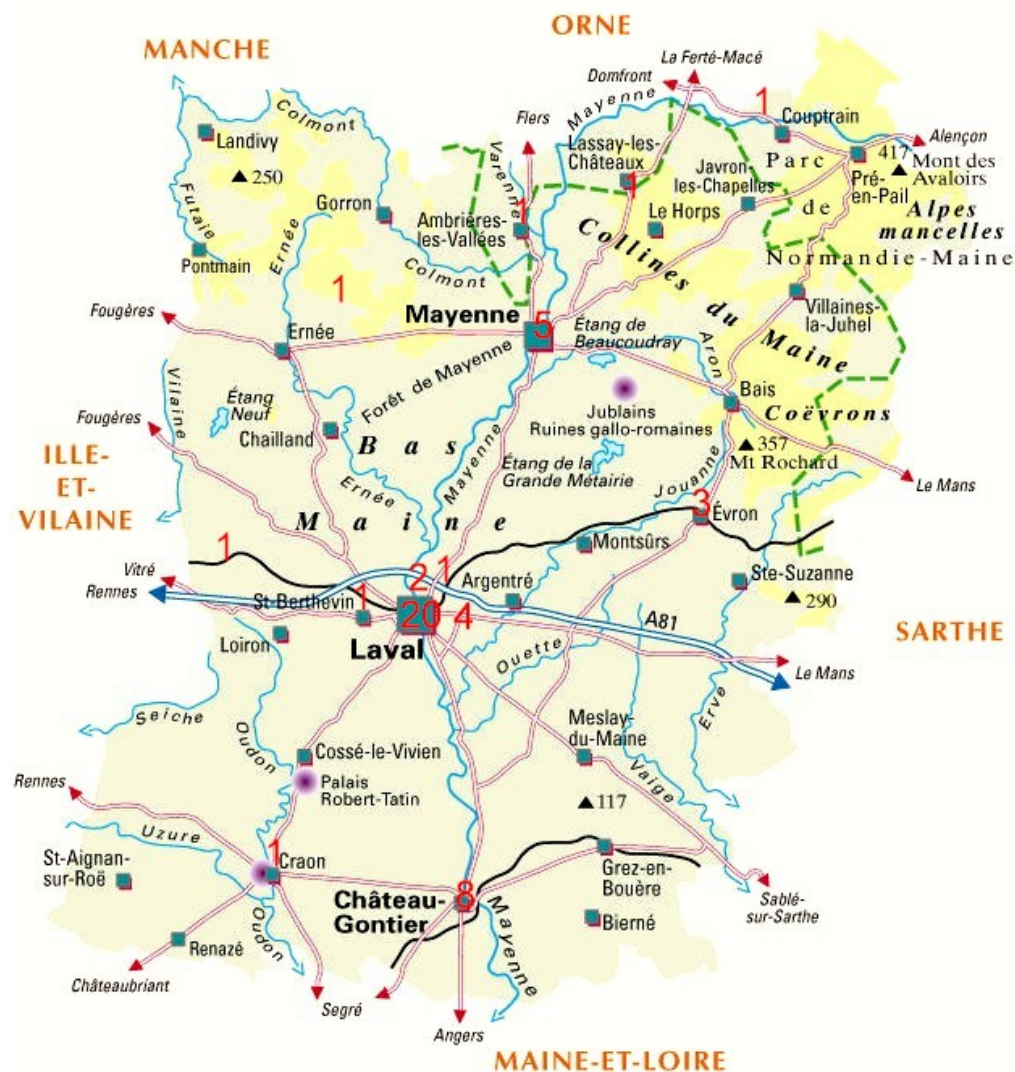 ORNE
MANCHE
La Ferté-Macé
Domfront
Mayenne
1
Couptrain
Colmont
Flers
Landivy
Alençon
Lassay-les-
Châteaux
Parc
417
Mont des
Avaloirs
Varenne
Javron-
les-Chapelles
Pré-
en-Pail
250
1
Gorron
Le Horps
de
Alpes
mancelles
Futaie
Ernée
1
Ambrières-
les-Vallées
Collines
Normandie-Maine
Pontmain
Colmont
1
Villaines-
la-Juhel
Fougères
Mayenne
5
du
Étang de
Beaucoudray
Aron
Ernée
Maine
Vilaine
Forêt de Mayenne
Bais
Étang
Neuf
Jublains
Ruines gallo-romaines
Coëvrons
Fougères
Chailland
Bas
Mayenne
357
Mt Rochard
ILLE-
ET-
VILAINE
Étang de la
Grande Métairie
Jouanne
Le Mans
Ernée
3
Évron
Maine
1
Montsûrs
Vitré
Rennes
2
1
Argentré
Ste-Suzanne
St-Berthevin
1
20
4
290
A81
SARTHE
Loiron
Laval
Ouette
Le Mans
Seiche
Erve
Oudon
Meslay-
du-Maine
Cossé-le-Vivien
Rennes
Palais
Robert-Tatin
Vaige
117
Uzure
1
St-Aignan-
sur-Roë
Craon
Grez-en-
Bouère
8
Château-
Gontier
Sablé-
sur-Sarthe
Bierné
Oudon
Mayenne
Renazé
Châteaubriant
Segré
Angers
MAINE-ET-LOIRE